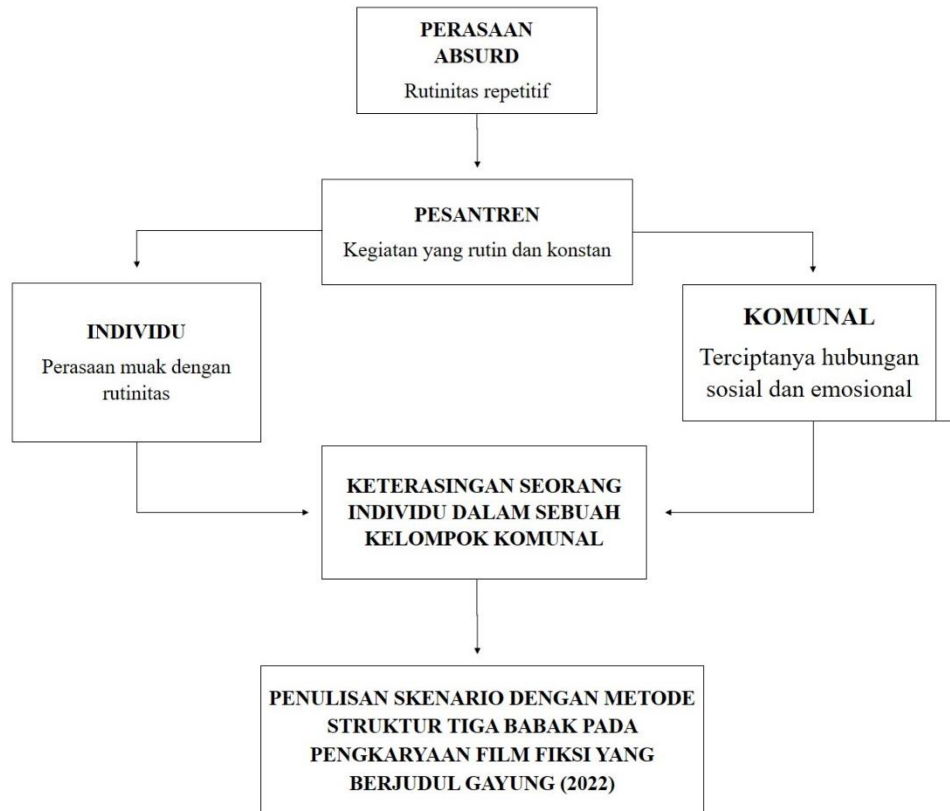 PERASAAN
ABSURD
Rutinitas repetitif
PESANTREN
Kegiatan yang rutin dan konstan
INDIVIDU
Perasaan muak dengan
rutinitas
KOMUNAL
Terciptanya hubungan
sosial dan emosional
KETERASINGAN SEORANG
INDIVIDU DALAM SEBUAH
KELOMPOK KOMUNAL
PENULISAN SKENARIO DENGAN METODE
STRUKTUR TIGA BABAK PADA
PENGKARYAAN FILM FIKSI YANG
BERJUDUL GAYUNG (2022)